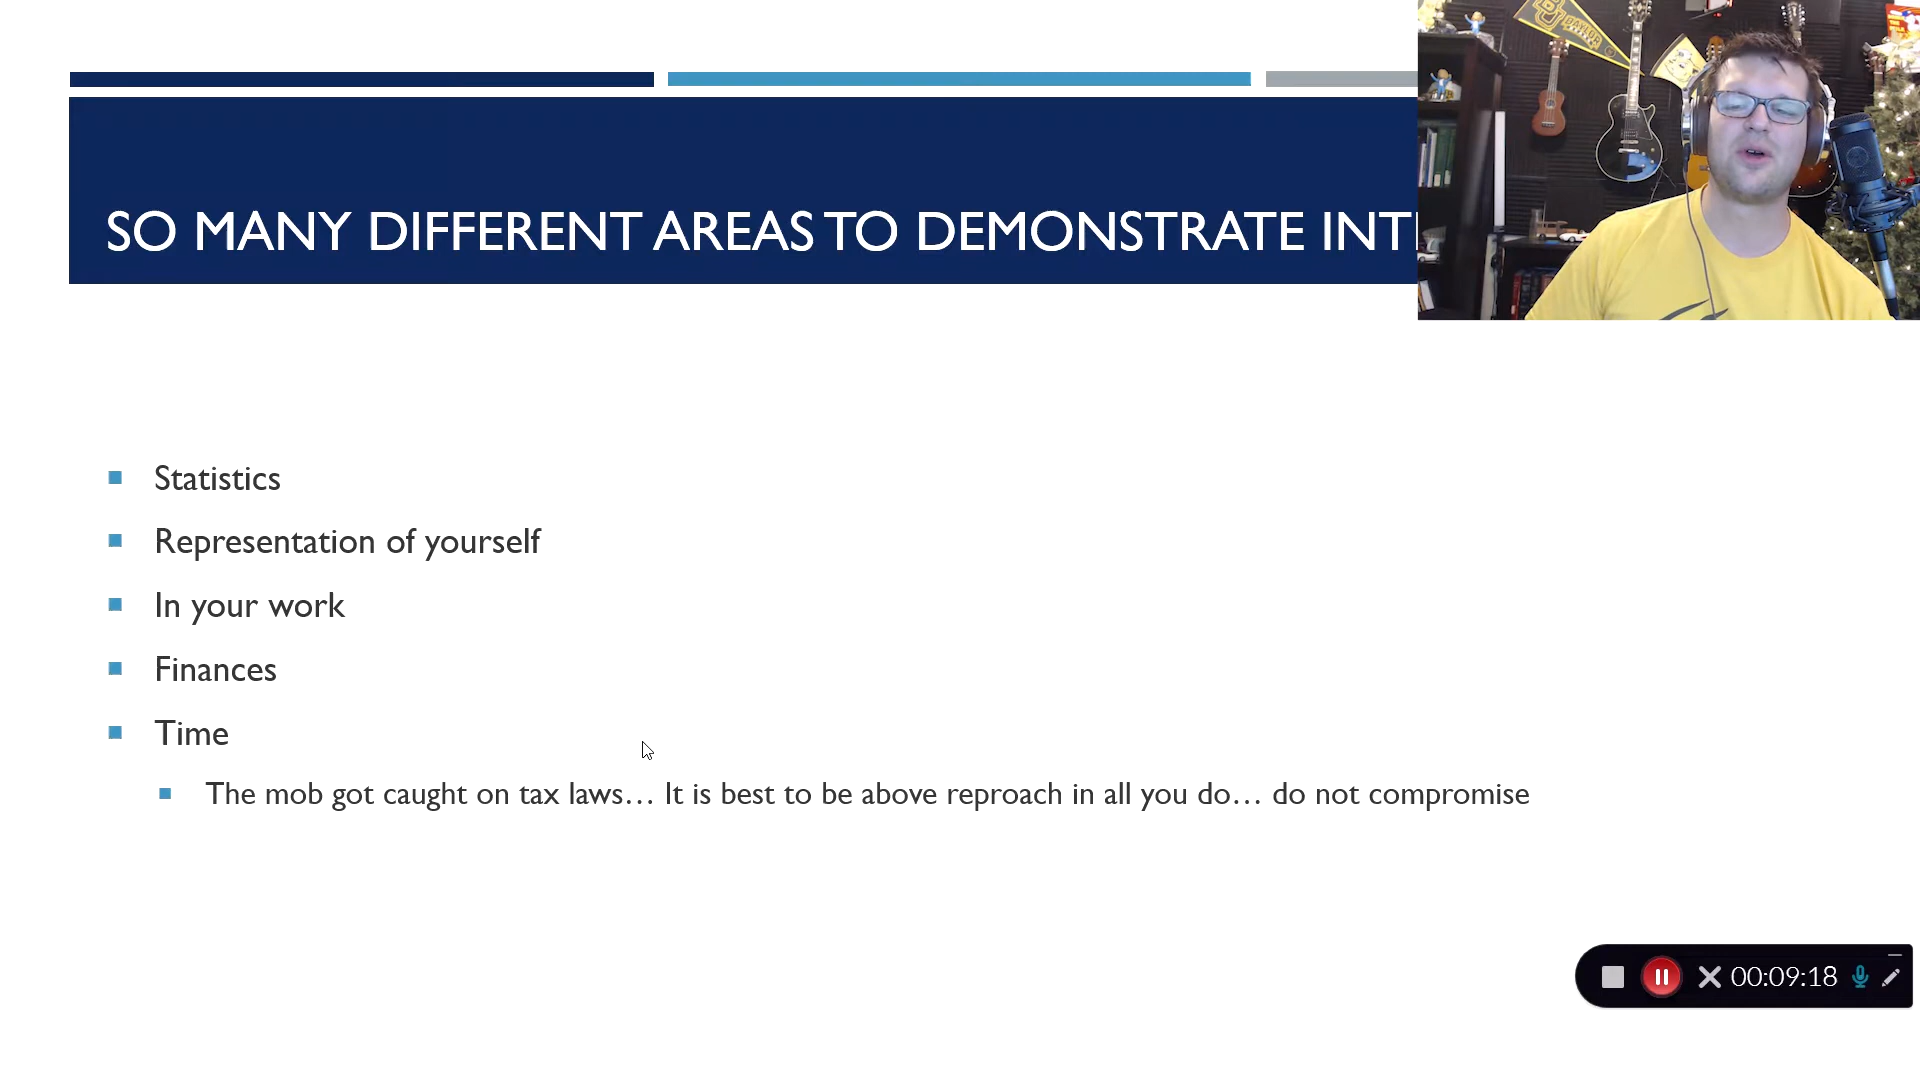 SO MANY DIFFERENT AREAS TO DEMONSTRATE INT
BU
BAYLOR
Statistics
Representation of yourself
In your work
Finances
Time
The mob got caught on tax laws... It is best to be above reproach in all you do... do not compromise
00:09:18